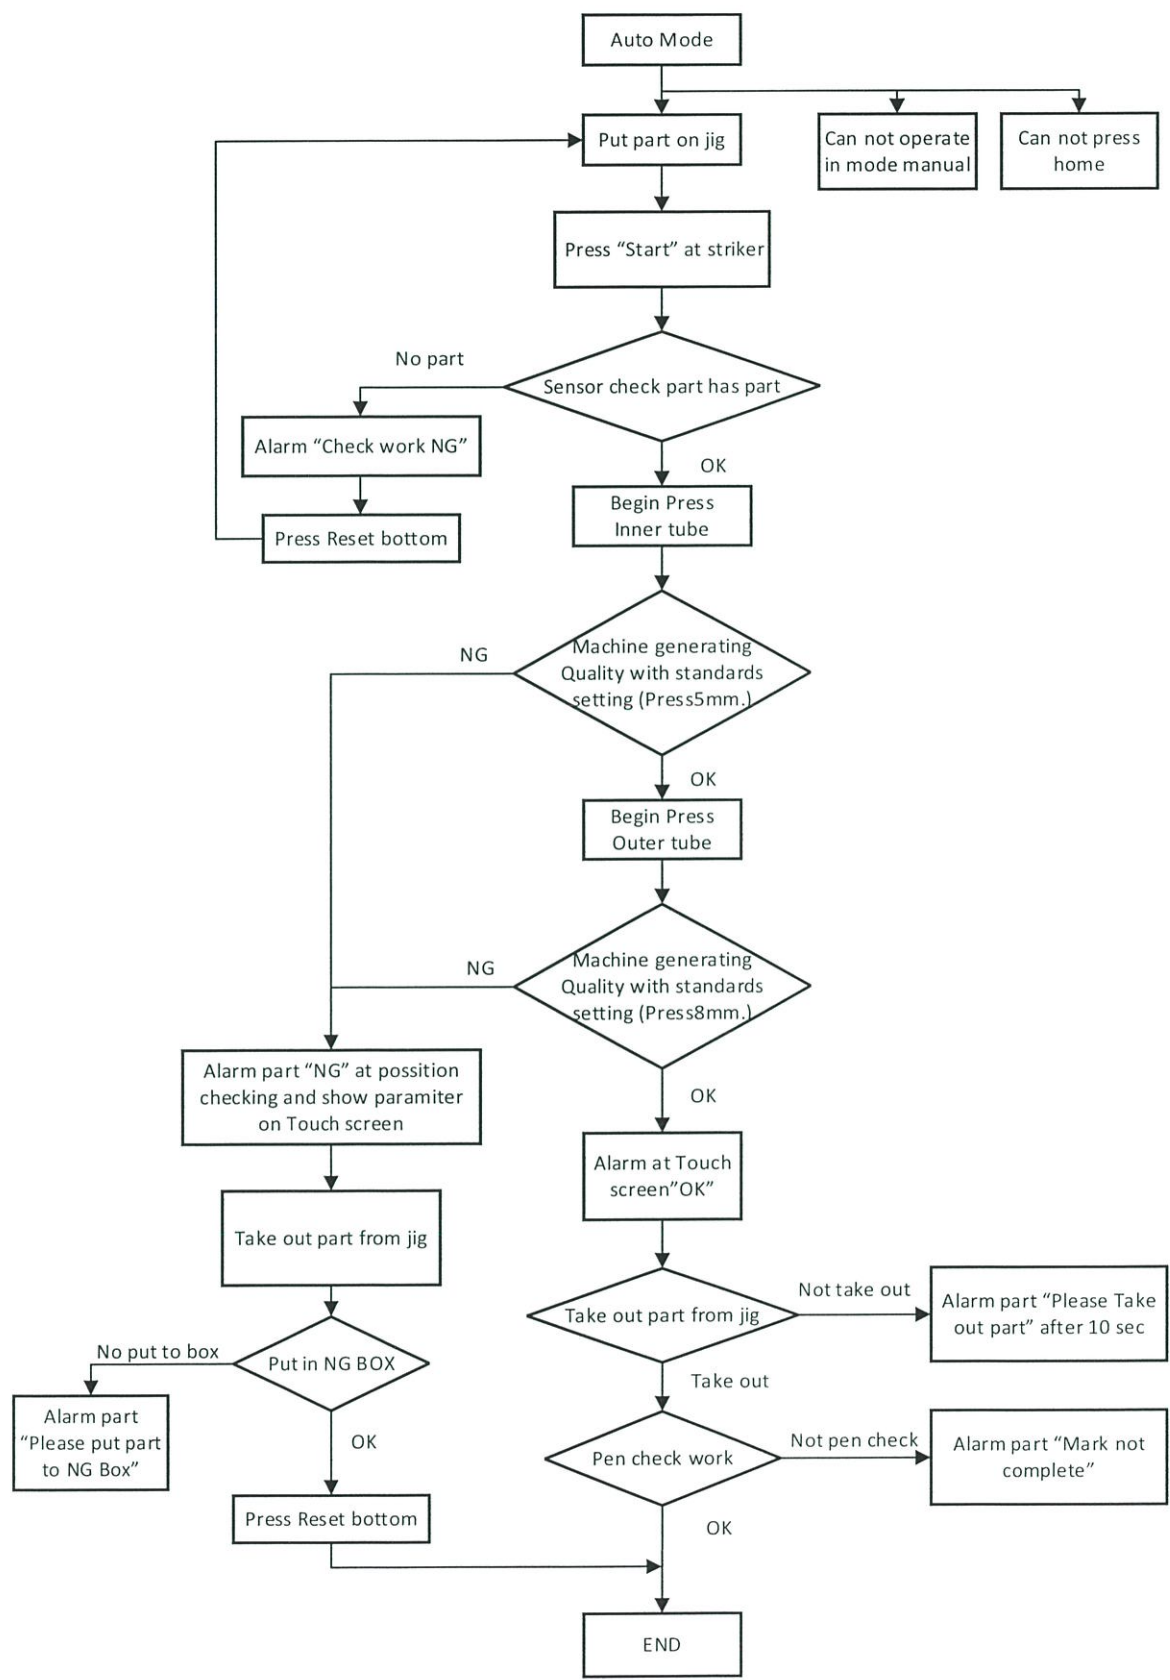 Auto Mode
Put part on jig
Can not operate
in mode manual
Can not press
home
Press “Start” at striker
No part
Sensor check part has part
Alarm “Check work NG”
OK
Begin Press
Inner tube
Press Reset bottom
NG
Machine generating
Quality with standards
setting (Press5mm.)
OK
Begin Press
Outer tube
NG
Machine generating
Quality with standards
setting (Press8mm.)
Alarm part “NG” at possition
checking and show paramiter
on Touch screen
OK
Alarm at Touch
screen”OK”
Take out part from jig
Take out part from jig
Not take out
Alarm part “Please Take
out part” after 10 sec
No put to box
Put in NG BOX
Take out
Alarm part
“Please put part
to NG Box”
OK
Pen check work
Not pen check
Alarm part “Mark not
complete”
Press Reset bottom
OK
END